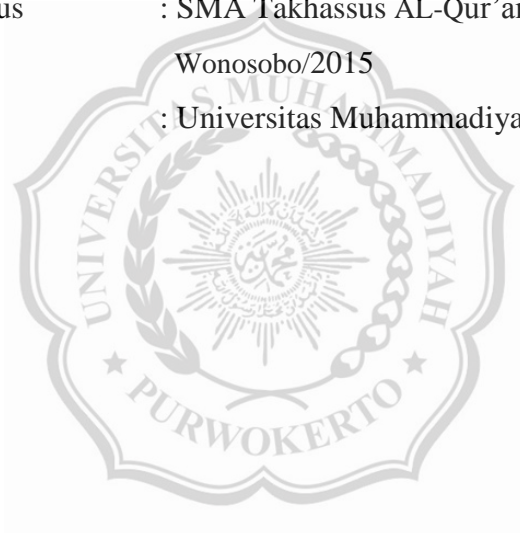 us : SMA Takhassus AL-Qur’an
Wonosobo/2015
: Universitas Muhammadiya
UNIVERSITAS MUHAMMADIYAH
PURWOKERTO